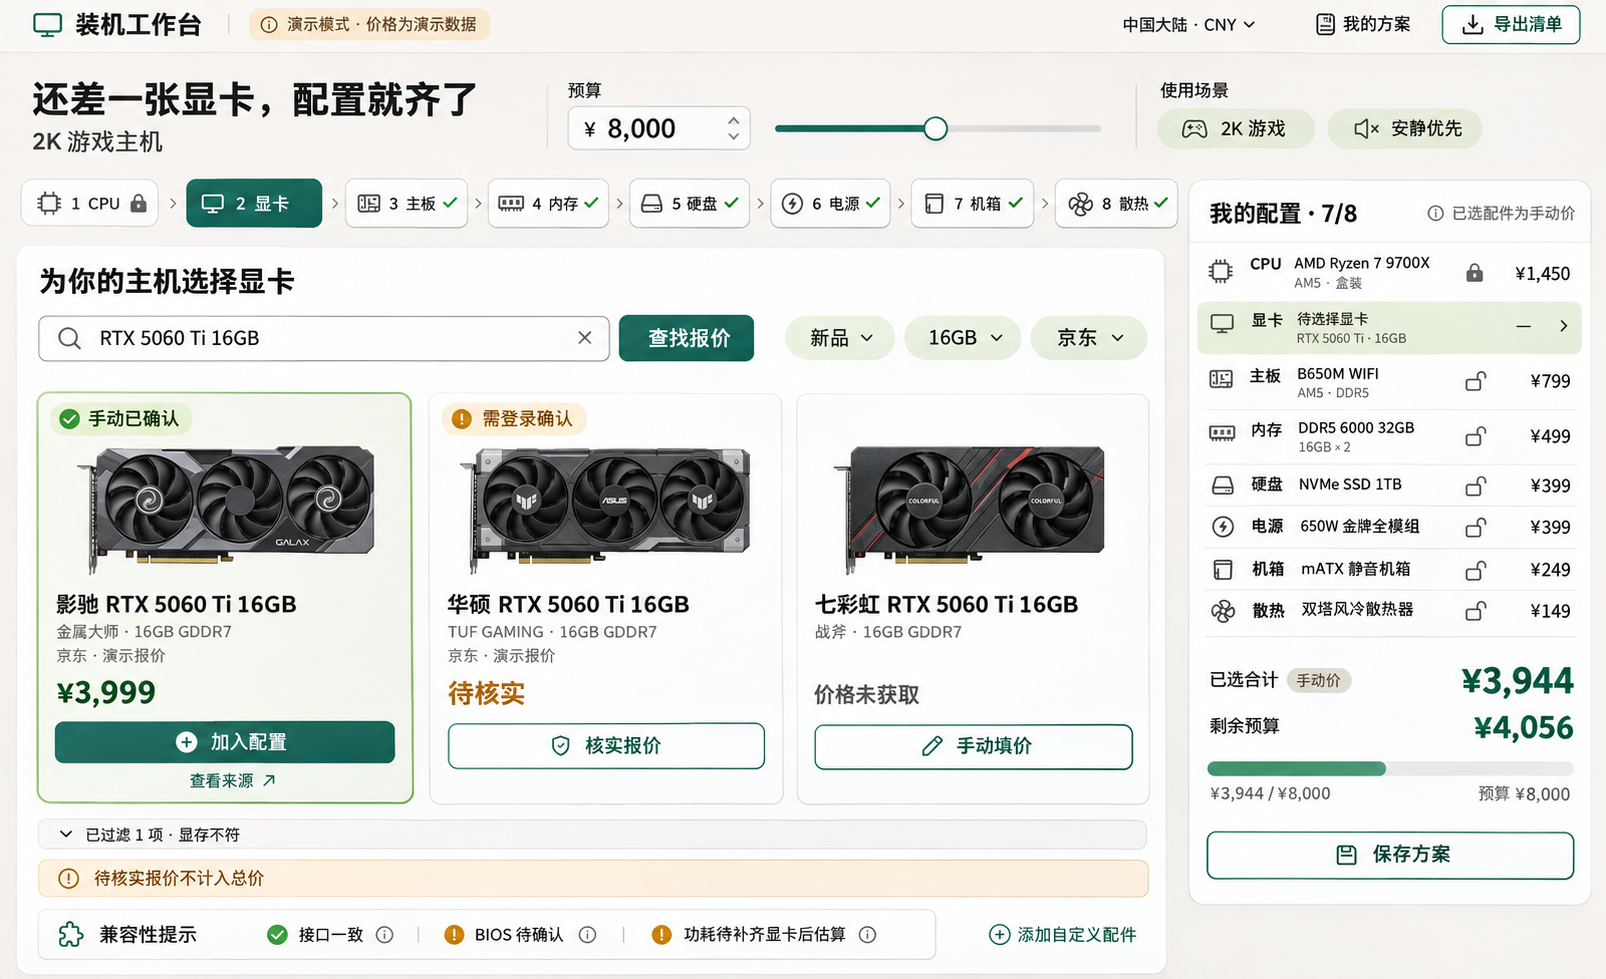 装机工作台
演示模式 · 价格为演示数据
中国大陆 · CNY
我的方案
导出清单
还差一张显卡，配置就齐了
2K 游戏主机
预算
¥ 8,000
使用场景
2K 游戏
安静优先
1 CPU
2 显卡
3 主板
4 内存
5 硬盘
6 电源
7 机箱
8 散热
为你的主机选择显卡
RTX 5060 Ti 16GB
查找报价
新品
16GB
京东
手动已确认
GALAX
影驰 RTX 5060 Ti 16GB
金属大师 · 16GB GDDR7
京东 · 演示报价
¥3,999
加入配置
查看来源
需登录确认
ASUS
华硕 RTX 5060 Ti 16GB
TUF GAMING · 16GB GDDR7
京东 · 演示报价
待核实
核实报价
COLORFUL
COLORFUL
七彩虹 RTX 5060 Ti 16GB
战斧 · 16GB GDDR7
价格未获取
手动填价
已过滤 1 项 · 显存不符
待核实报价不计入总价
兼容性提示
接口一致
BIOS 待确认
功耗待补齐显卡后估算
添加自定义配件
我的配置 · 7/8
已选配件为手动价
CPU AMD Ryzen 7 9700X ¥1,450
AM5 · 盒装
显卡 待选择显卡 —
RTX 5060 Ti · 16GB
主板 B650M WIFI ¥799
AM5 · DDR5
内存 DDR5 6000 32GB ¥499
16GB × 2
硬盘 NVMe SSD 1TB ¥399
电源 650W 金牌全模组 ¥399
机箱 mATX 静音机箱 ¥249
散热 双塔风冷散热器 ¥149
已选合计 手动价 ¥3,944
剩余预算 ¥4,056
¥3,944 / ¥8,000 预算 ¥8,000
保存方案